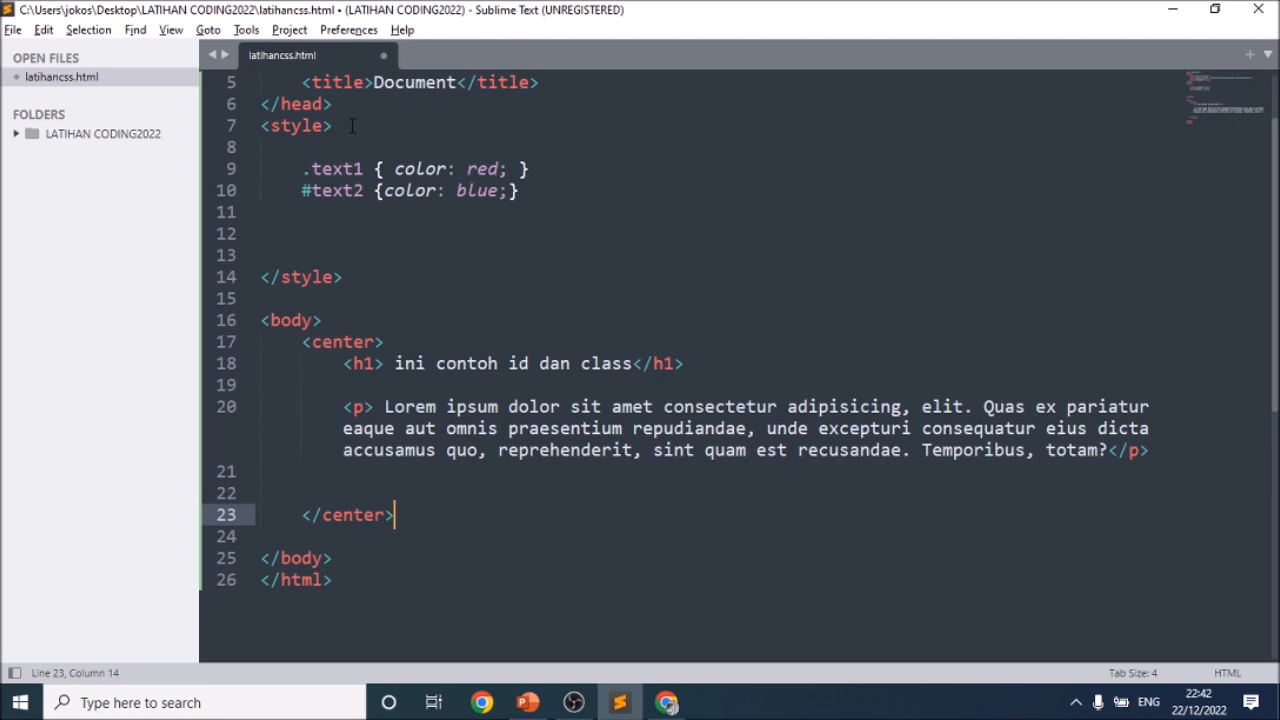 C:\Users\jokos\Desktop\LATIHAN CODING2022\latihancss.html • (LATIHAN CODING2022) - Sublime Text (UNREGISTERED)
File Edit Selection Find View Goto Tools Project Preferences Help
OPEN FILES
latihancss.html
FOLDERS
LATIHAN CODING2022
latihancss.html
5 <title>Document</title>
6 </head>
7 <style>
8
9 .text1 { color: red; }
10 #text2 {color: blue;}
11
12
13
14 </style>
15
16 <body>
17 <center>
18 <h1> ini contoh id dan class</h1>
19
20 <p> Lorem ipsum dolor sit amet consectetur adipisicing, elit. Quas ex pariatur
eaque aut omnis praesentium repudiandae, unde excepturi consequatur eius dicta
accusamus quo, reprehenderit, sint quam est recusandae. Temporibus, totam?</p>
21
22
23 </center>
24
25 </body>
26 </html>
Line 23, Column 14
Tab Size: 4
HTML
Type here to search
ENG
22:42
22/12/2022